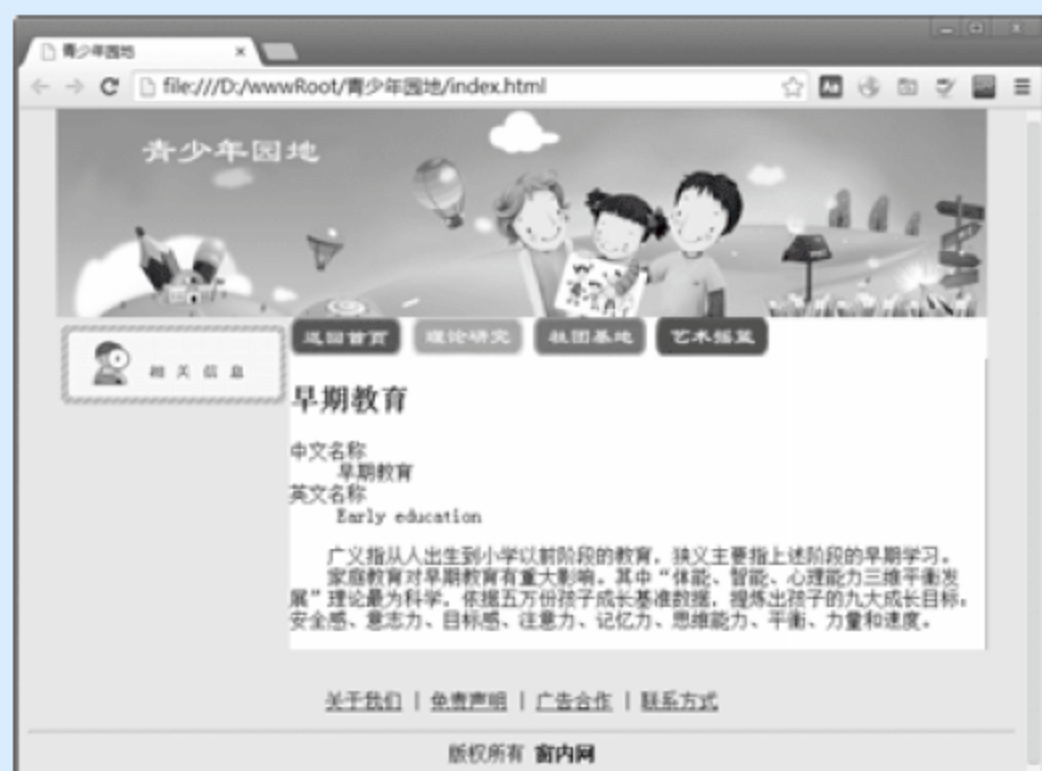 青少年园地
file:///D:/wwwRoot/青少年园地/index.html
青少年园地
返回首页 理论研究 社团基地 艺术摇篮
相关信息
早期教育
中文名称
早期教育
英文名称
Early education
广义指从人出生到小学以前阶段的教育，狭义主要指上述阶段的早期学习。
家庭教育对早期教育有重大影响。其中“体能、智能、心理能力三维平衡发
展”理论最为科学。依据五万份孩子成长基准数据，提炼出孩子的九大成长目标：
安全感、意志力、目标感、注意力、记忆力、思维能力、平衡、力量和速度。
关于我们 | 免责声明 | 广告合作 | 联系方式
版权所有 窗内网